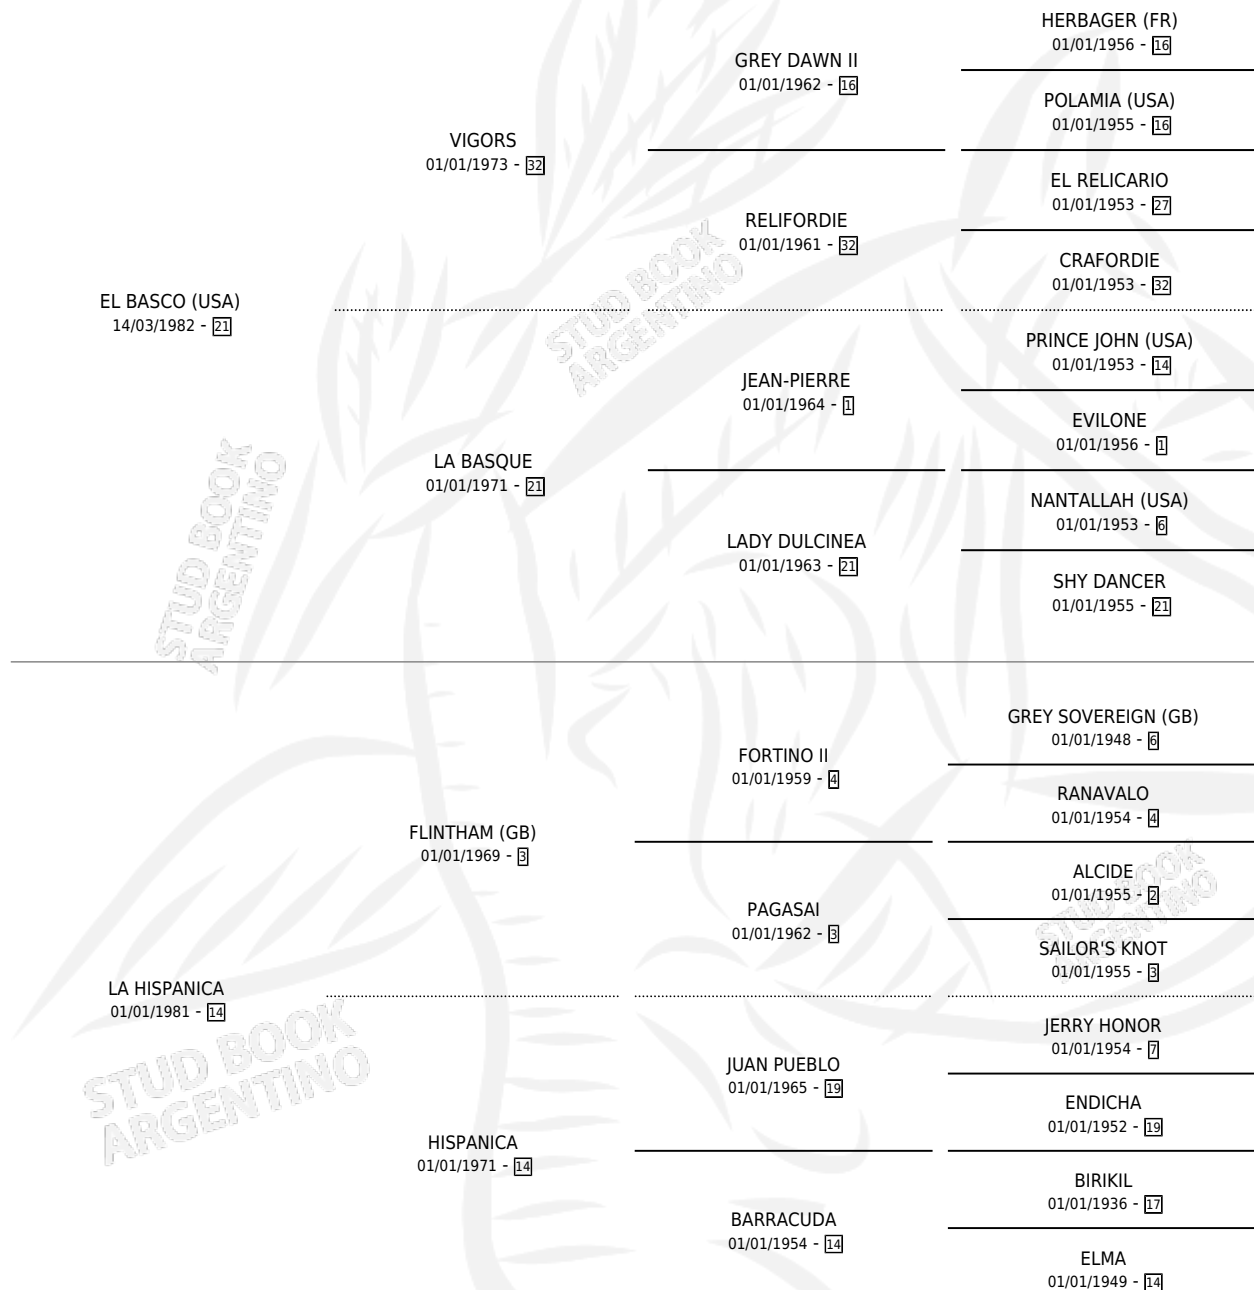 HERBAGER (FR)
01/01/1956 - 16
GREY DAWN II
01/01/1962 - 16
POLAMIA (USA)
01/01/1955 - 16
VIGORS
01/01/1973 - 32
EL RELICARIO
01/01/1953 - 27
RELIFORDIE
01/01/1961 - 32
CRAFORDIE
01/01/1953 - 32
EL BASCO (USA)
14/03/1982 - 21
PRINCE JOHN (USA)
01/01/1953 - 14
JEAN-PIERRE
01/01/1964 - 1
EVILONE
01/01/1956 - 1
LA BASQUE
01/01/1971 - 21
NANTALLAH (USA)
01/01/1953 - 6
LADY DULCINEA
01/01/1963 - 21
SHY DANCER
01/01/1955 - 21
GREY SOVEREIGN (GB)
01/01/1948 - 6
FORTINO II
01/01/1959 - 4
RANAVALO
01/01/1954 - 4
FLINTHAM (GB)
01/01/1969 - 3
ALCIDE
01/01/1955 - 2
PAGASAI
01/01/1962 - 3
SAILOR'S KNOT
01/01/1955 - 3
LA HISPANICA
01/01/1981 - 14
JERRY HONOR
01/01/1954 - 7
JUAN PUEBLO
01/01/1965 - 19
ENDICHA
01/01/1952 - 19
HISPANICA
01/01/1971 - 14
BIRIKIL
01/01/1936 - 17
BARRACUDA
01/01/1954 - 14
ELMA
01/01/1949 - 14
STUD BOOK
ARGENTINO
STUD BOOK
ARGENTINO
STUD BOOK
ARGENTINO
STUD BOOK
ARGENTINO